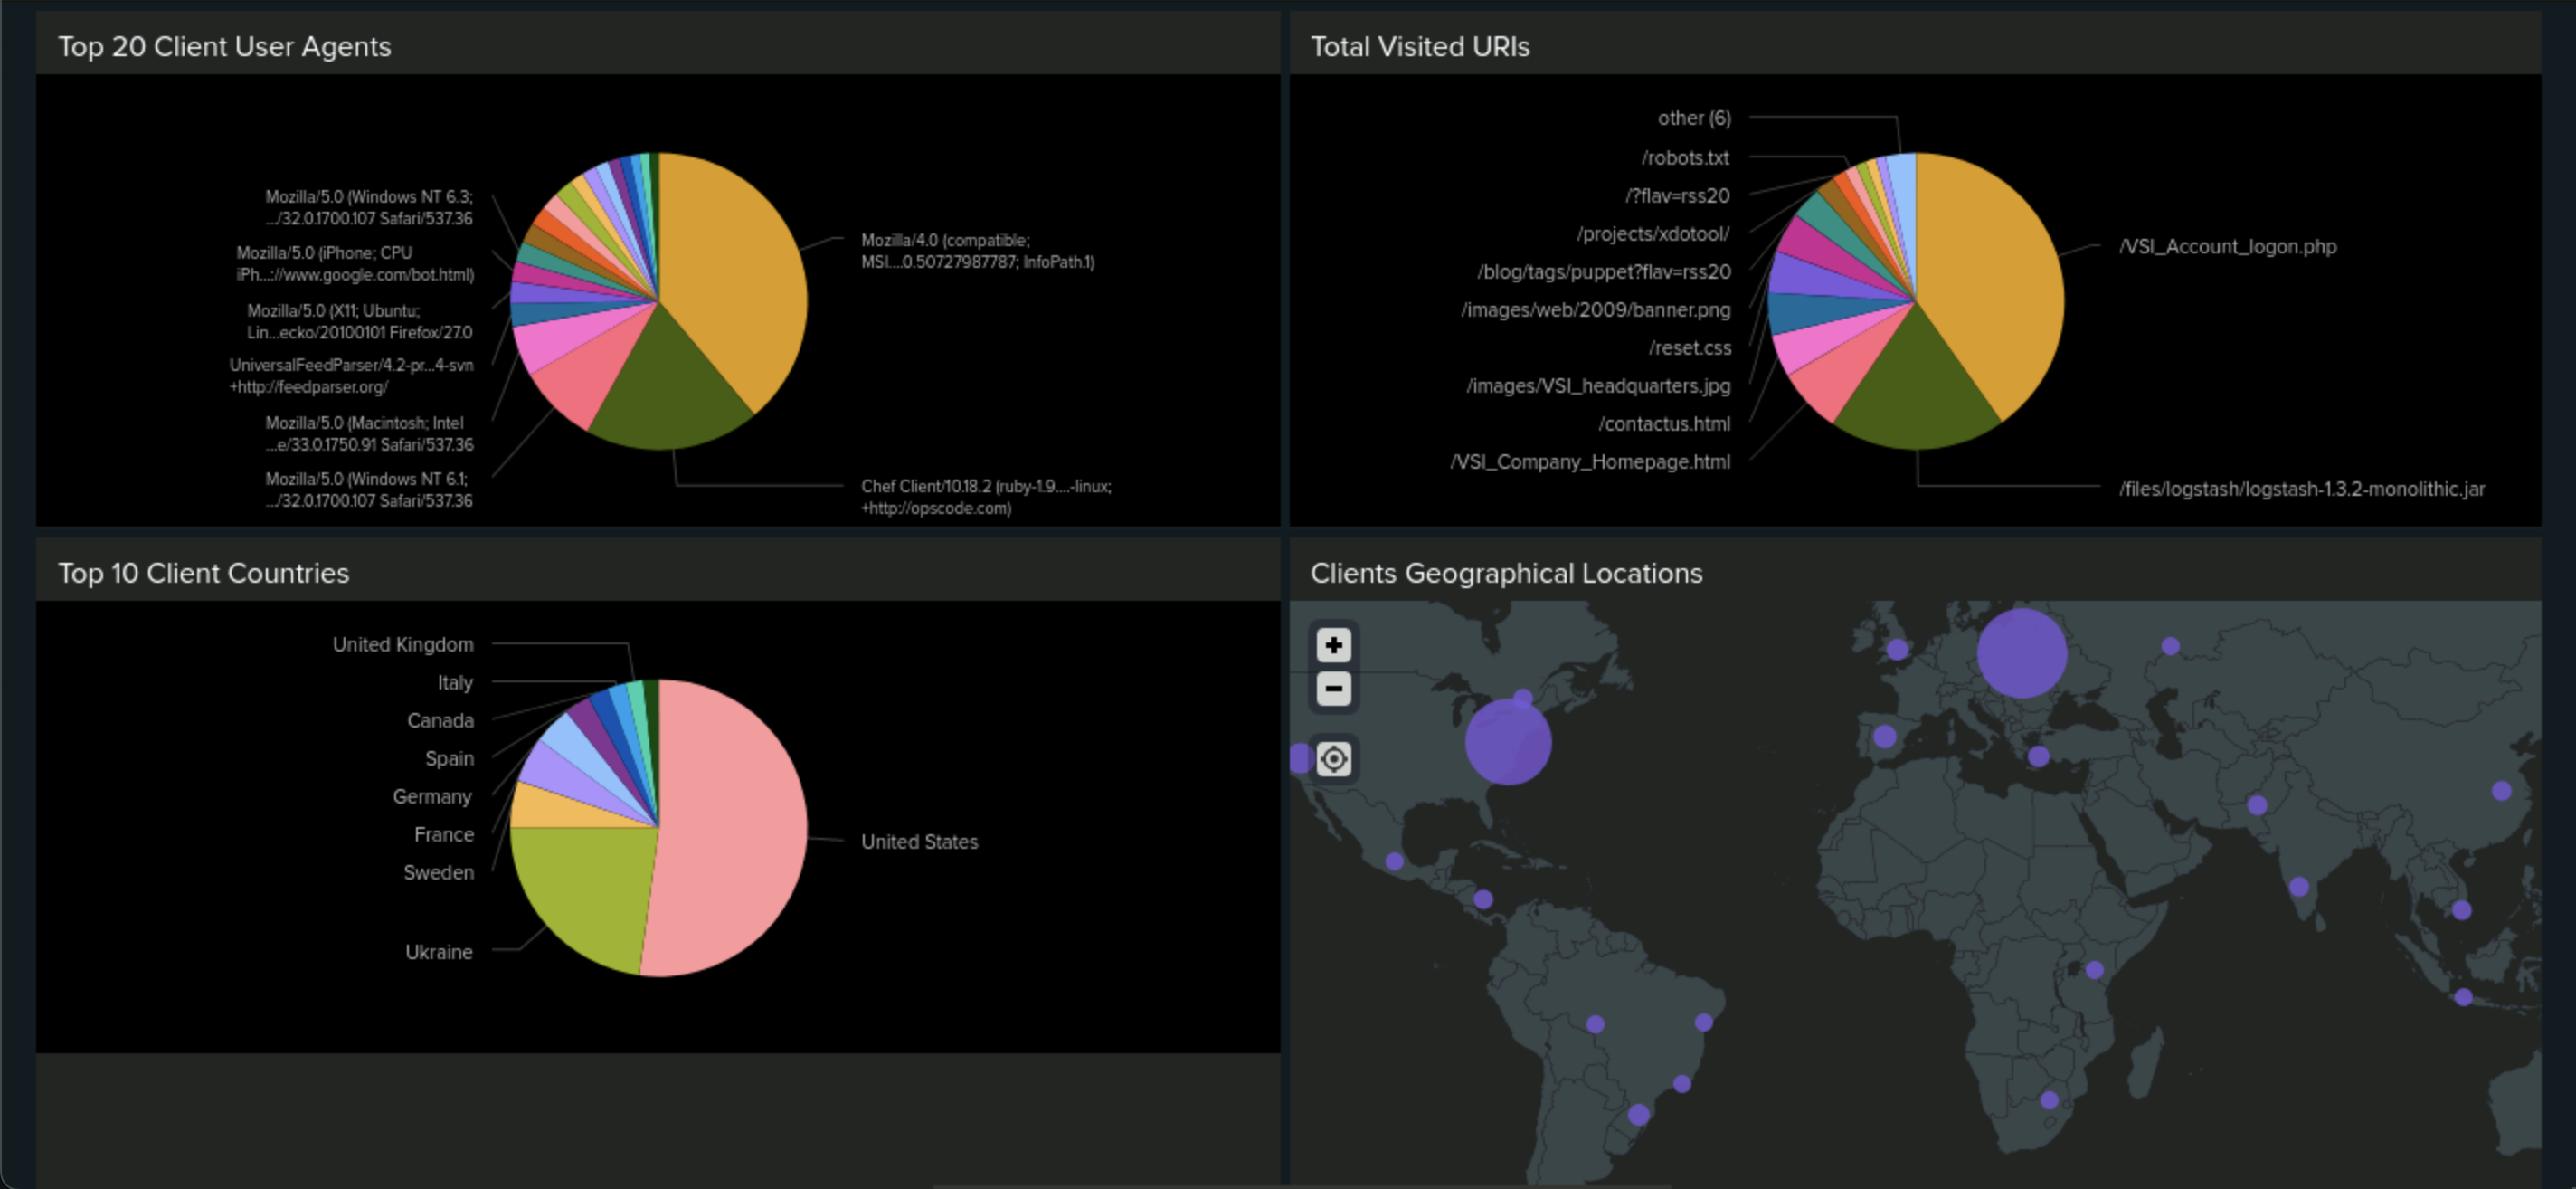 Top 20 Client User Agents
Mozilla/5.0 (Windows NT 6.3;
.../32.0.1700.107 Safari/537.36
Mozilla/5.0 (iPhone; CPU
iPh...://www.google.com/bot.html)
Mozilla/5.0 (X11; Ubuntu;
Lin...ecko/20100101 Firefox/27.0
UniversalFeedParser/4.2-pr...4-svn
+http://feedparser.org/
Mozilla/5.0 (Macintosh; Intel
...e/33.0.1750.91 Safari/537.36
Mozilla/5.0 (Windows NT 6.1;
.../32.0.1700.107 Safari/537.36
Mozilla/4.0 (compatible;
MSI....0.50727987787; InfoPath.1)
Chef Client/10.18.2 (ruby-1.9....-linux;
+http://opscode.com)
Total Visited URIs
other (6)
/robots.txt
/?flav=rss20
/projects/xdotool/
/blog/tags/puppet?flav=rss20
/images/web/2009/banner.png
/reset.css
/images/VSI_headquarters.jpg
/contactus.html
/VSI_Company_Homepage.html
/VSI_Account_logon.php
/files/logstash/logstash-1.3.2-monolithic.jar
Top 10 Client Countries
United Kingdom
Italy
Canada
Spain
Germany
France
Sweden
Ukraine
United States
Clients Geographical Locations